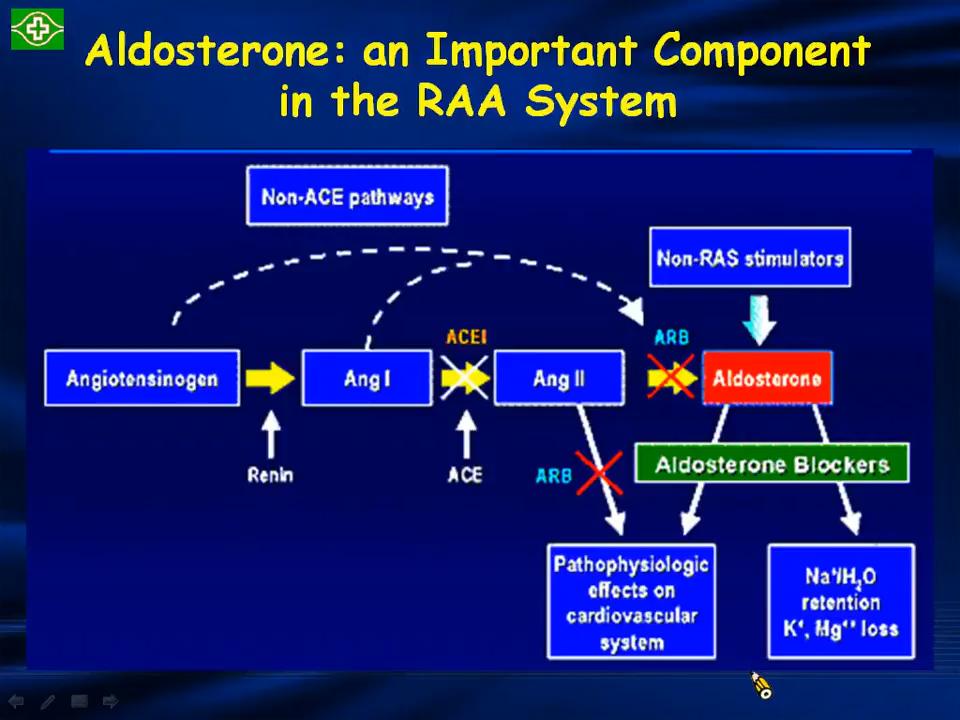 Aldosterone: an Important Component
in the RAA System
Non-ACE pathways
Non-RAS stimulators
ACEI
ARB
Angiotensinogen
Ang I
Ang II
Aldosterone
Renin
ACE
ARB
Aldosterone Blockers
Pathophysiologic
effects on
cardiovascular
system
Na⁺/H₂O
retention
K⁺, Mg⁺⁺ loss